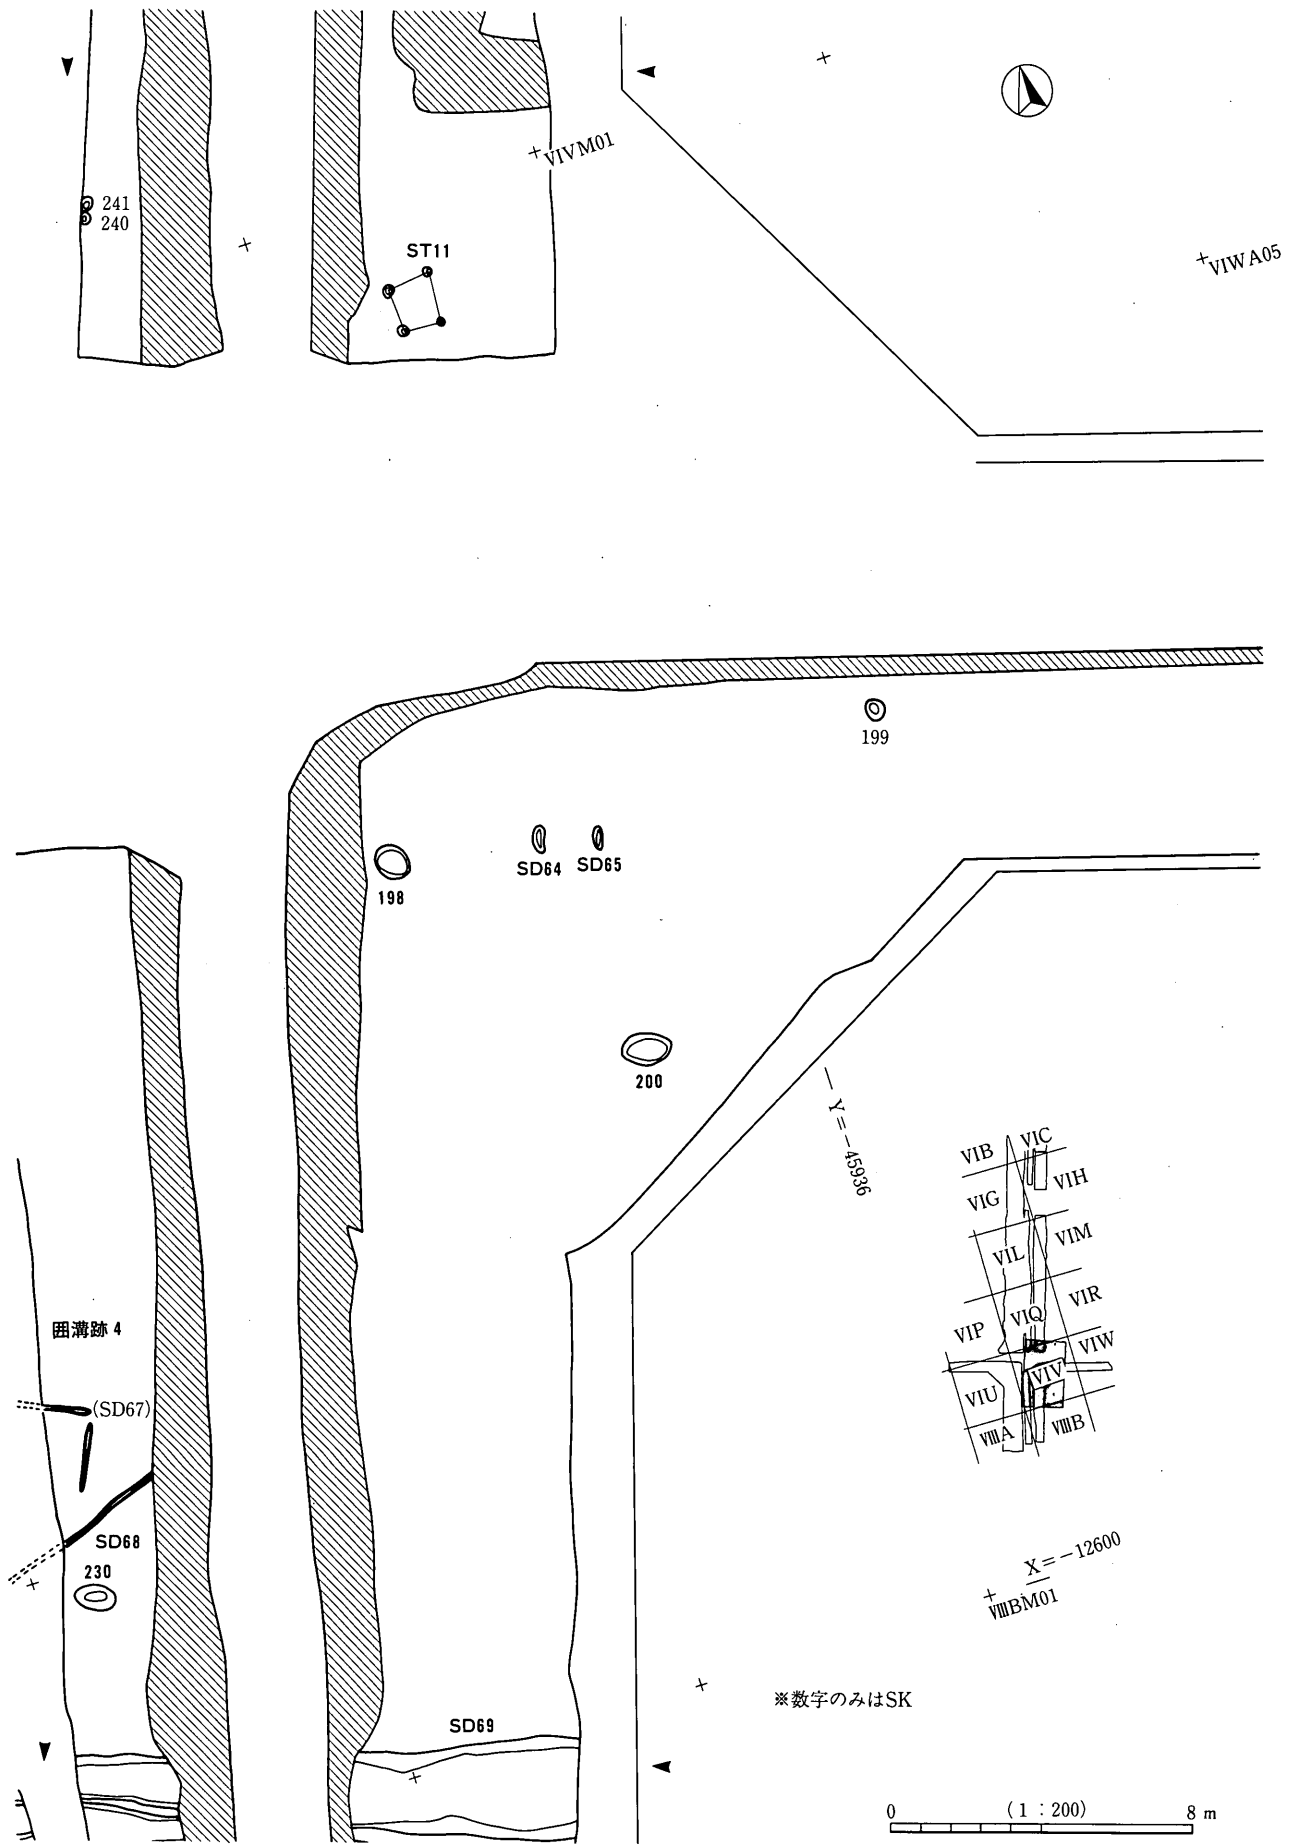 VIVM01
241
240
ST11
VIWA05
199
SD64
SD65
198
200
Y=-45936
VIB
VIC
VIG
VIH
VIL
VIM
VIP
VIQ
VIR
VIU
VIV
VIW
VIIIA
VIIIB
囲溝跡 4
(SD67)
SD68
230
X=-12600
VIIIBM01
※数字のみはSK
SD69
0 (1:200) 8 m